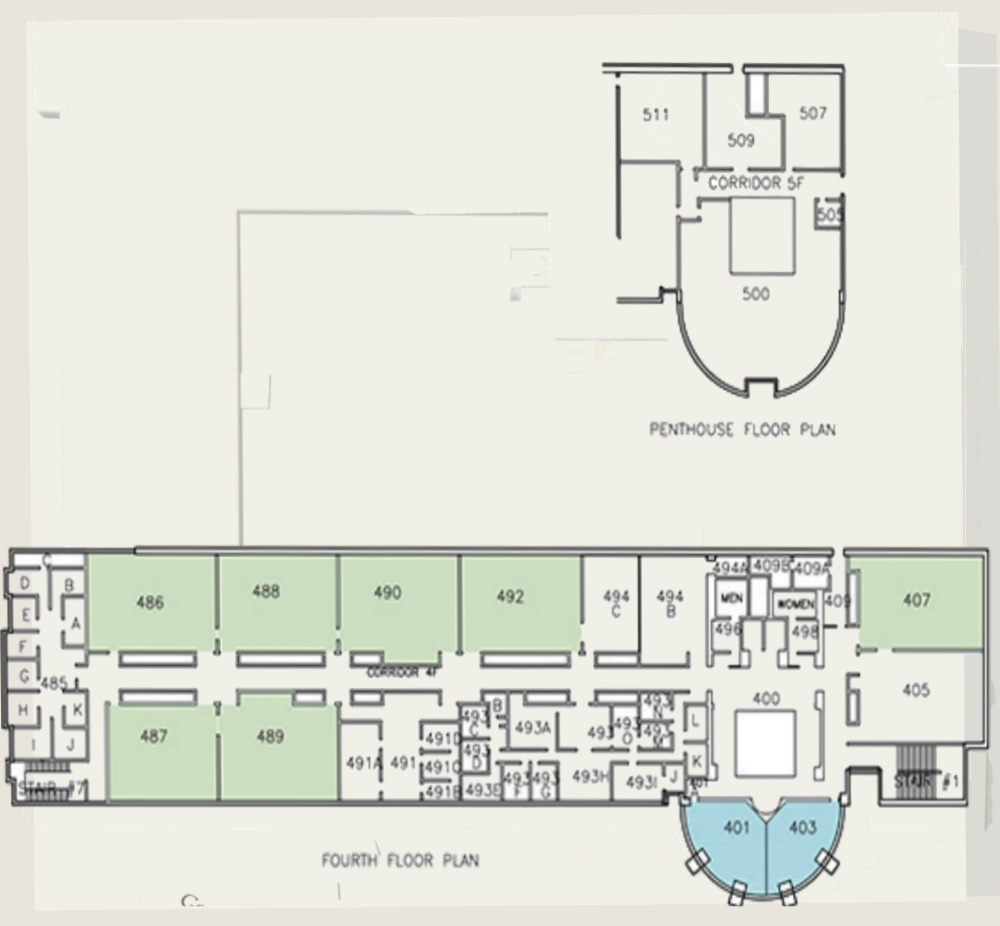 511
509
507
CORRIDOR 5F
505
500
PENTHOUSE FLOOR PLAN
C
D
B
E
A
F
G
485
H
K
I
J
STAIR #7
486
488
490
492
494
C
494
B
494A
409B
409A
MEN
WOMEN
409
496
498
407
CORRIDOR 4F
487
489
491A
491
491D
491C
491B
493
C
B
493
D
493E
493A
493
F
493
G
493H
493
493
O
493
N
493
M
493I
L
K
J
401
A
400
405
STAIR #1
401
403
FOURTH FLOOR PLAN